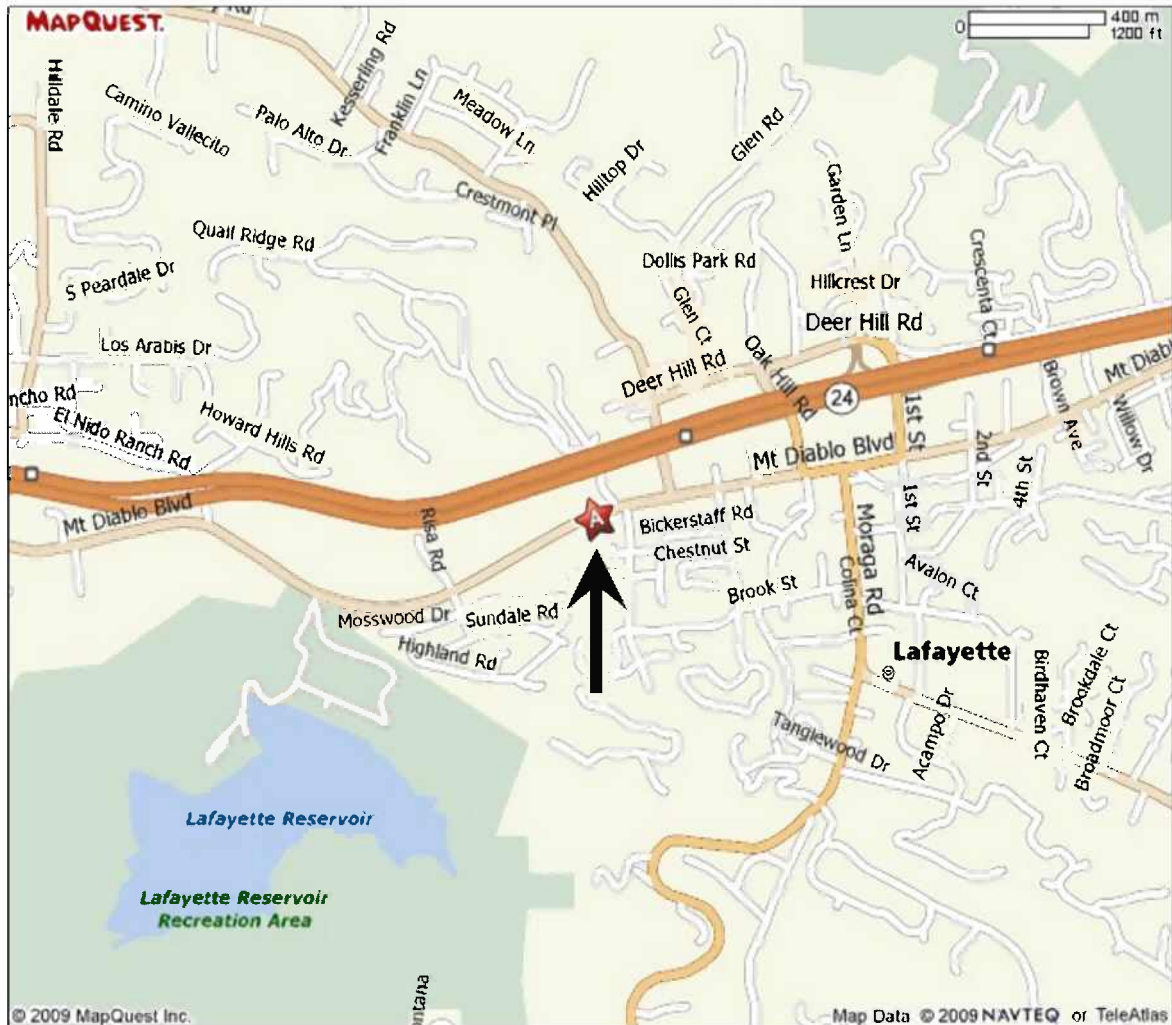 MAPQUEST.
0
400 m
1200 ft
Hilldale Rd
Camino Vallecito
Palo Alto Dr
Kesserling Rd
Franklin Ln
Meadow Ln
Hilltop Dr
Glen Rd
Garden Ln
Crestmont Pl
Quail Ridge Rd
S Peardale Dr
Dollis Park Rd
Hillcrest Dr
Crescenta Ct
Glen Ct
Deer Hill Rd
Los Arabis Dr
Deer Hill Rd
Oak Hill Rd
24
Mt Diabl
ncho Rd
El Nido Ranch Rd
Howard Hills Rd
1st St
Brown Ave
Willow Dr
Mt Diablo Blvd
2nd St
4th St
Mt Diablo Blvd
Risa Rd
A
Bickerstaff Rd
Chestnut St
Moraga Rd
1st St
Avalon Ct
Brook St
Colina Ct
Mosswood Dr
Sundale Rd
Highland Rd
Lafayette
Birdhaven Ct
Brookdale Ct
Broadmoor Ct
Acampo Dr
Tanglewood Dr
Lafayette Reservoir
Lafayette Reservoir
Recreation Area
ntana
© 2009 MapQuest Inc.
Map Data © 2009 NAVTEQ or TeleAtlas